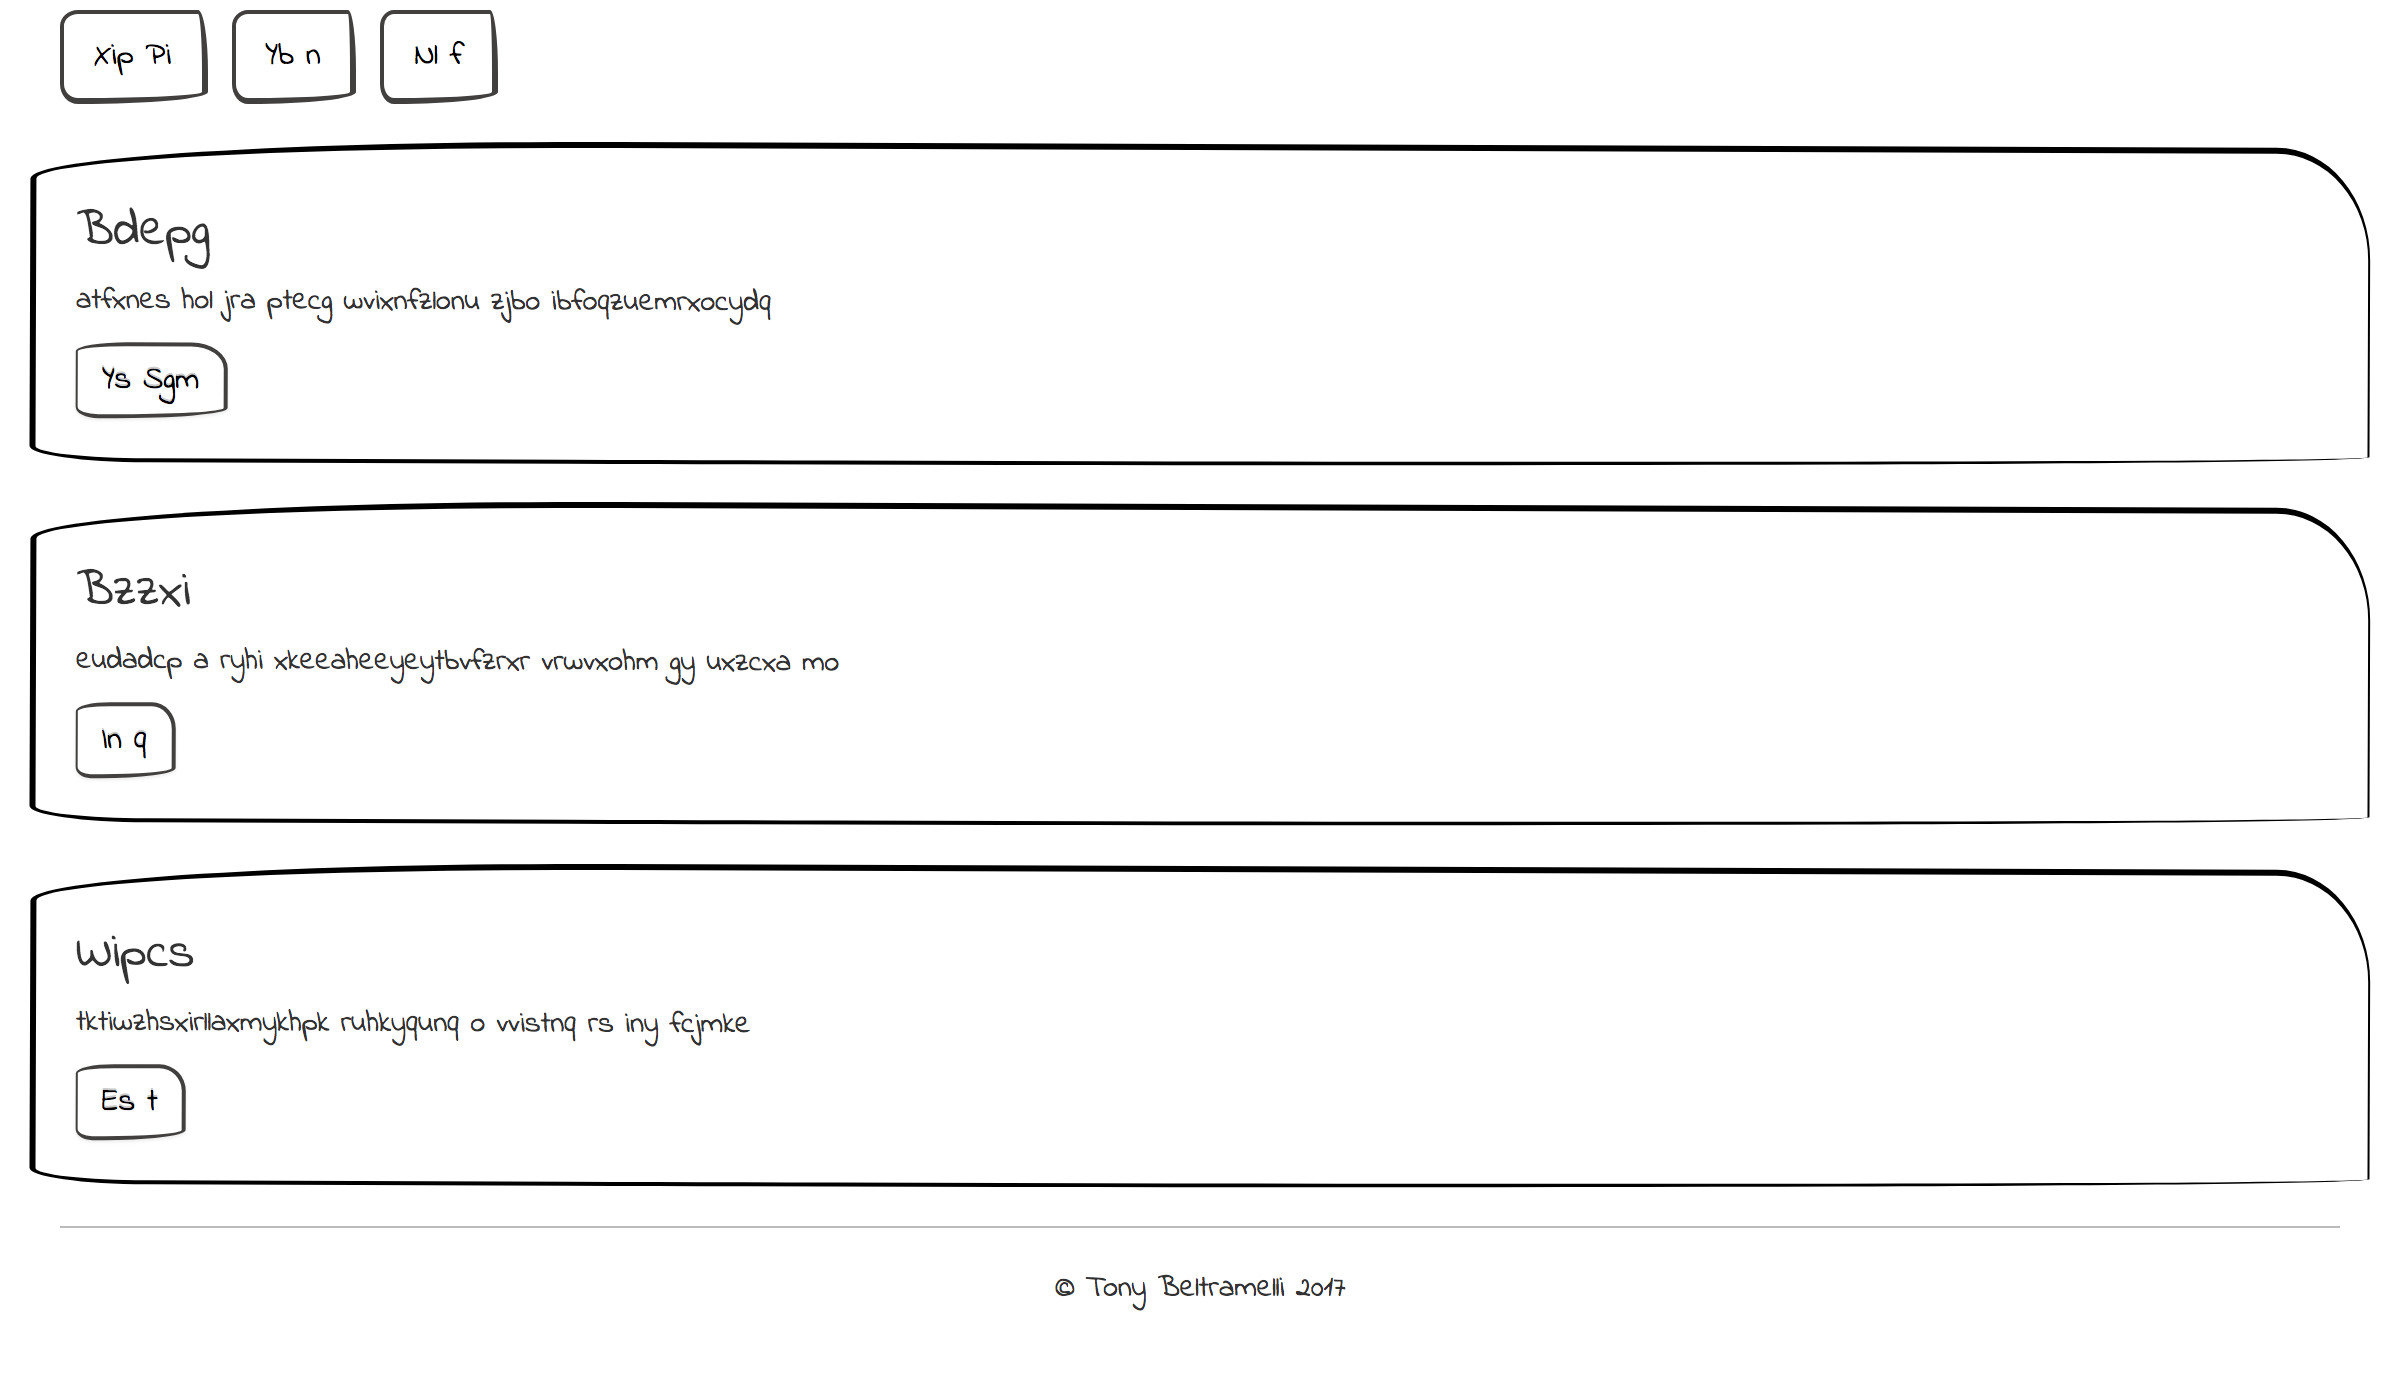 Xip Pi Yb n Nl f
Bdepg
atfxnes hol jra ptecg wvixnfzlonu zjbo ibfoqzuemrxocydq
Ys Sgm
Bzzxi
eudadcp a ryhi xkeeaheeyeytbvfzrxr vrwvxohm gy uxzcxa mo
In q
Wipcs
tktiwzhsxirllaxmykhpk ruhkyqunq o vvistnq rs iny fcjmke
Es t
© Tony Beltramelli 2017